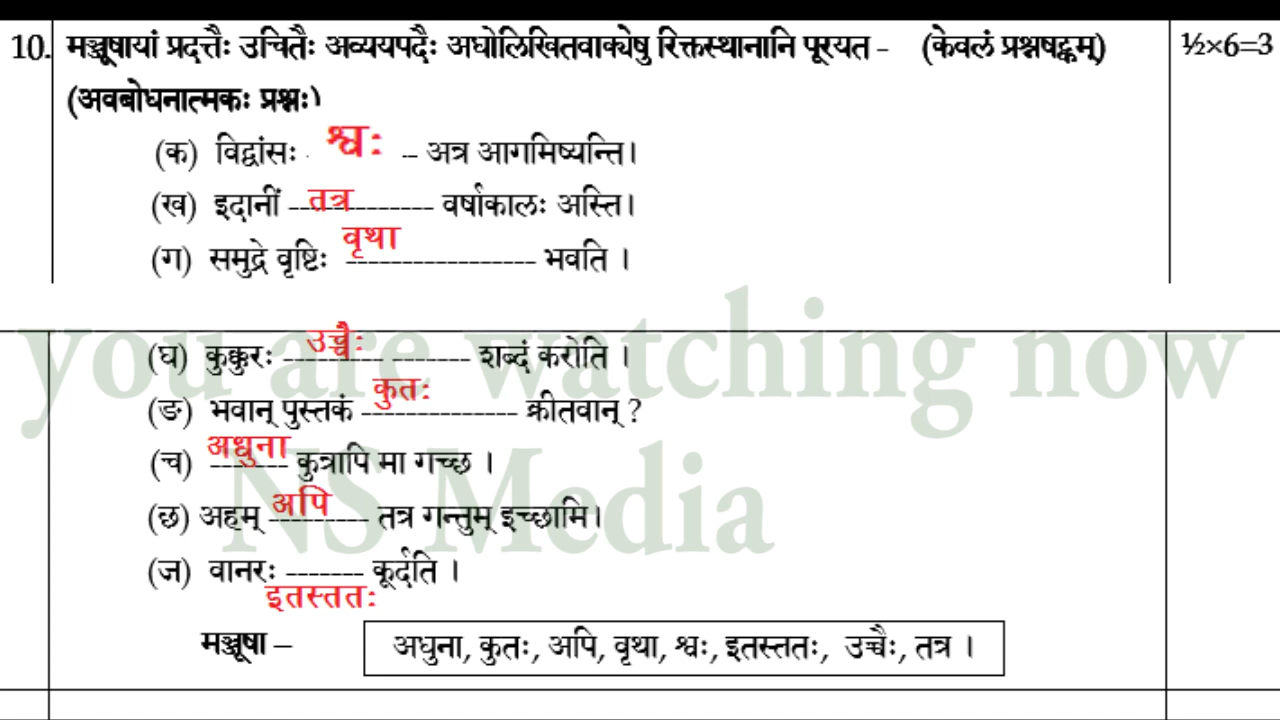 10. मञ्जूषायां प्रदत्तैः उचितैः अव्ययपदैः अधोलिखितवाक्येषु रिक्तस्थानानि पूरयत - (केवलं प्रश्नषट्कम्) ½×6=3
(अवबोधनात्मकः प्रश्नः)
(क) विद्वांसः श्वः -- अत्र आगमिष्यन्ति।
(ख) इदानीं ---तत्र--------- वर्षाकालः अस्ति।
(ग) समुद्रे वृष्टिः वृथा ----------------- भवति ।
you are watching now
(घ) कुक्कुरः उच्चैः ---------- -------- शब्दं करोति ।
(ङ) भवान् पुस्तकं कुतः -------------- क्रीतवान् ?
(च) अधुना ------- कुत्रापि मा गच्छ ।
NS Media
(छ) अहम् अपि --------- तत्र गन्तुम् इच्छामि।
(ज) वानरः ------- कूर्दति ।
इतस्ततः
मञ्जूषा – अधुना, कुतः, अपि, वृथा, श्वः, इतस्ततः, उच्चैः, तत्र ।